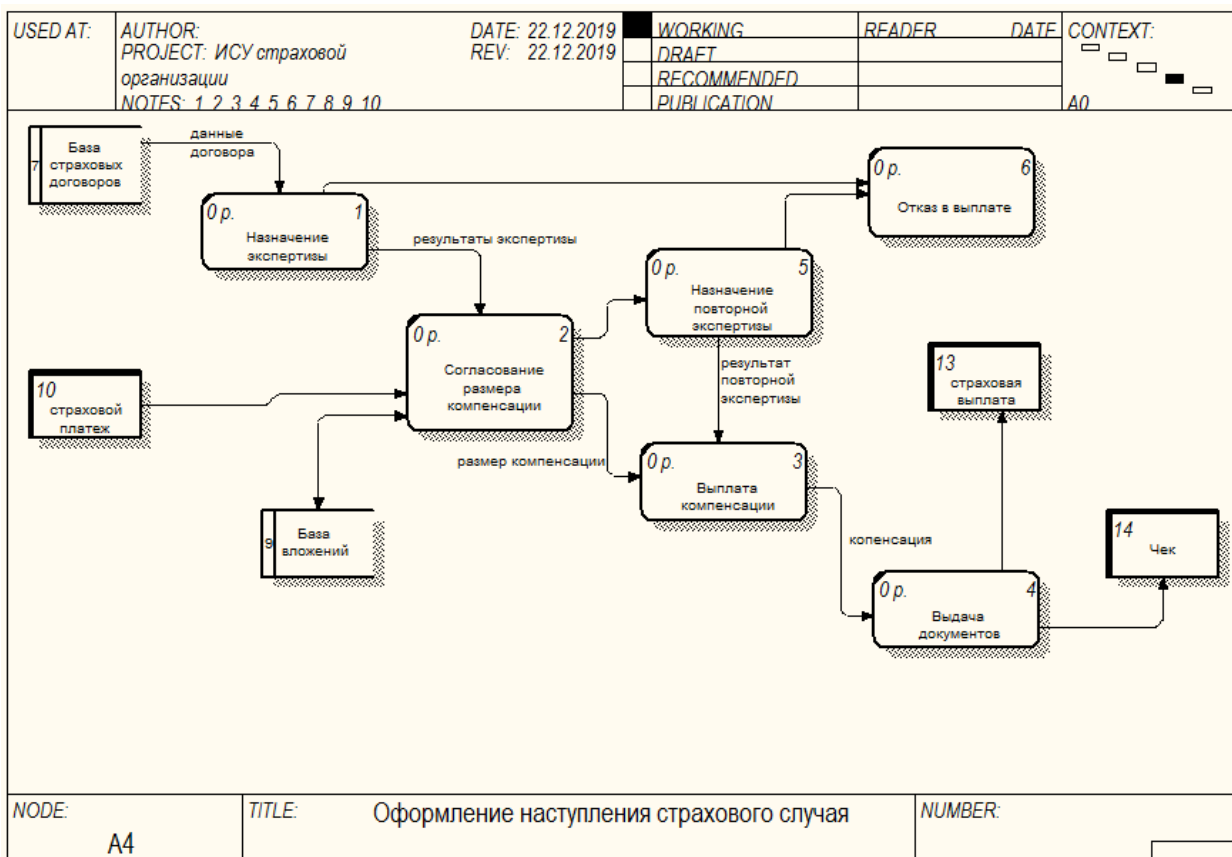 USED AT:
AUTHOR:
DATE: 22.12.2019
PROJECT: ИСУ страховой
REV: 22.12.2019
организации
NOTES: 1 2 3 4 5 6 7 8 9 10
WORKING
DRAFT
RECOMMENDED
PUBLICATION
READER
DATE
CONTEXT:
A0
7
База
страховых
договоров
данные
договора
0 р.
1
Назначение
экспертизы
0 р.
6
Отказ в выплате
результаты экспертизы
0 р.
5
Назначение
повторной
экспертизы
0 р.
2
Согласование
размера
компенсации
10
страховой
платеж
результат
повторной
экспертизы
13
страховая
выплата
размер компенсации
0 р.
3
Выплата
компенсации
9
База
вложений
копенсация
14
Чек
0 р.
4
Выдача
документов
NODE:
A4
TITLE:
Оформление наступления страхового случая
NUMBER: